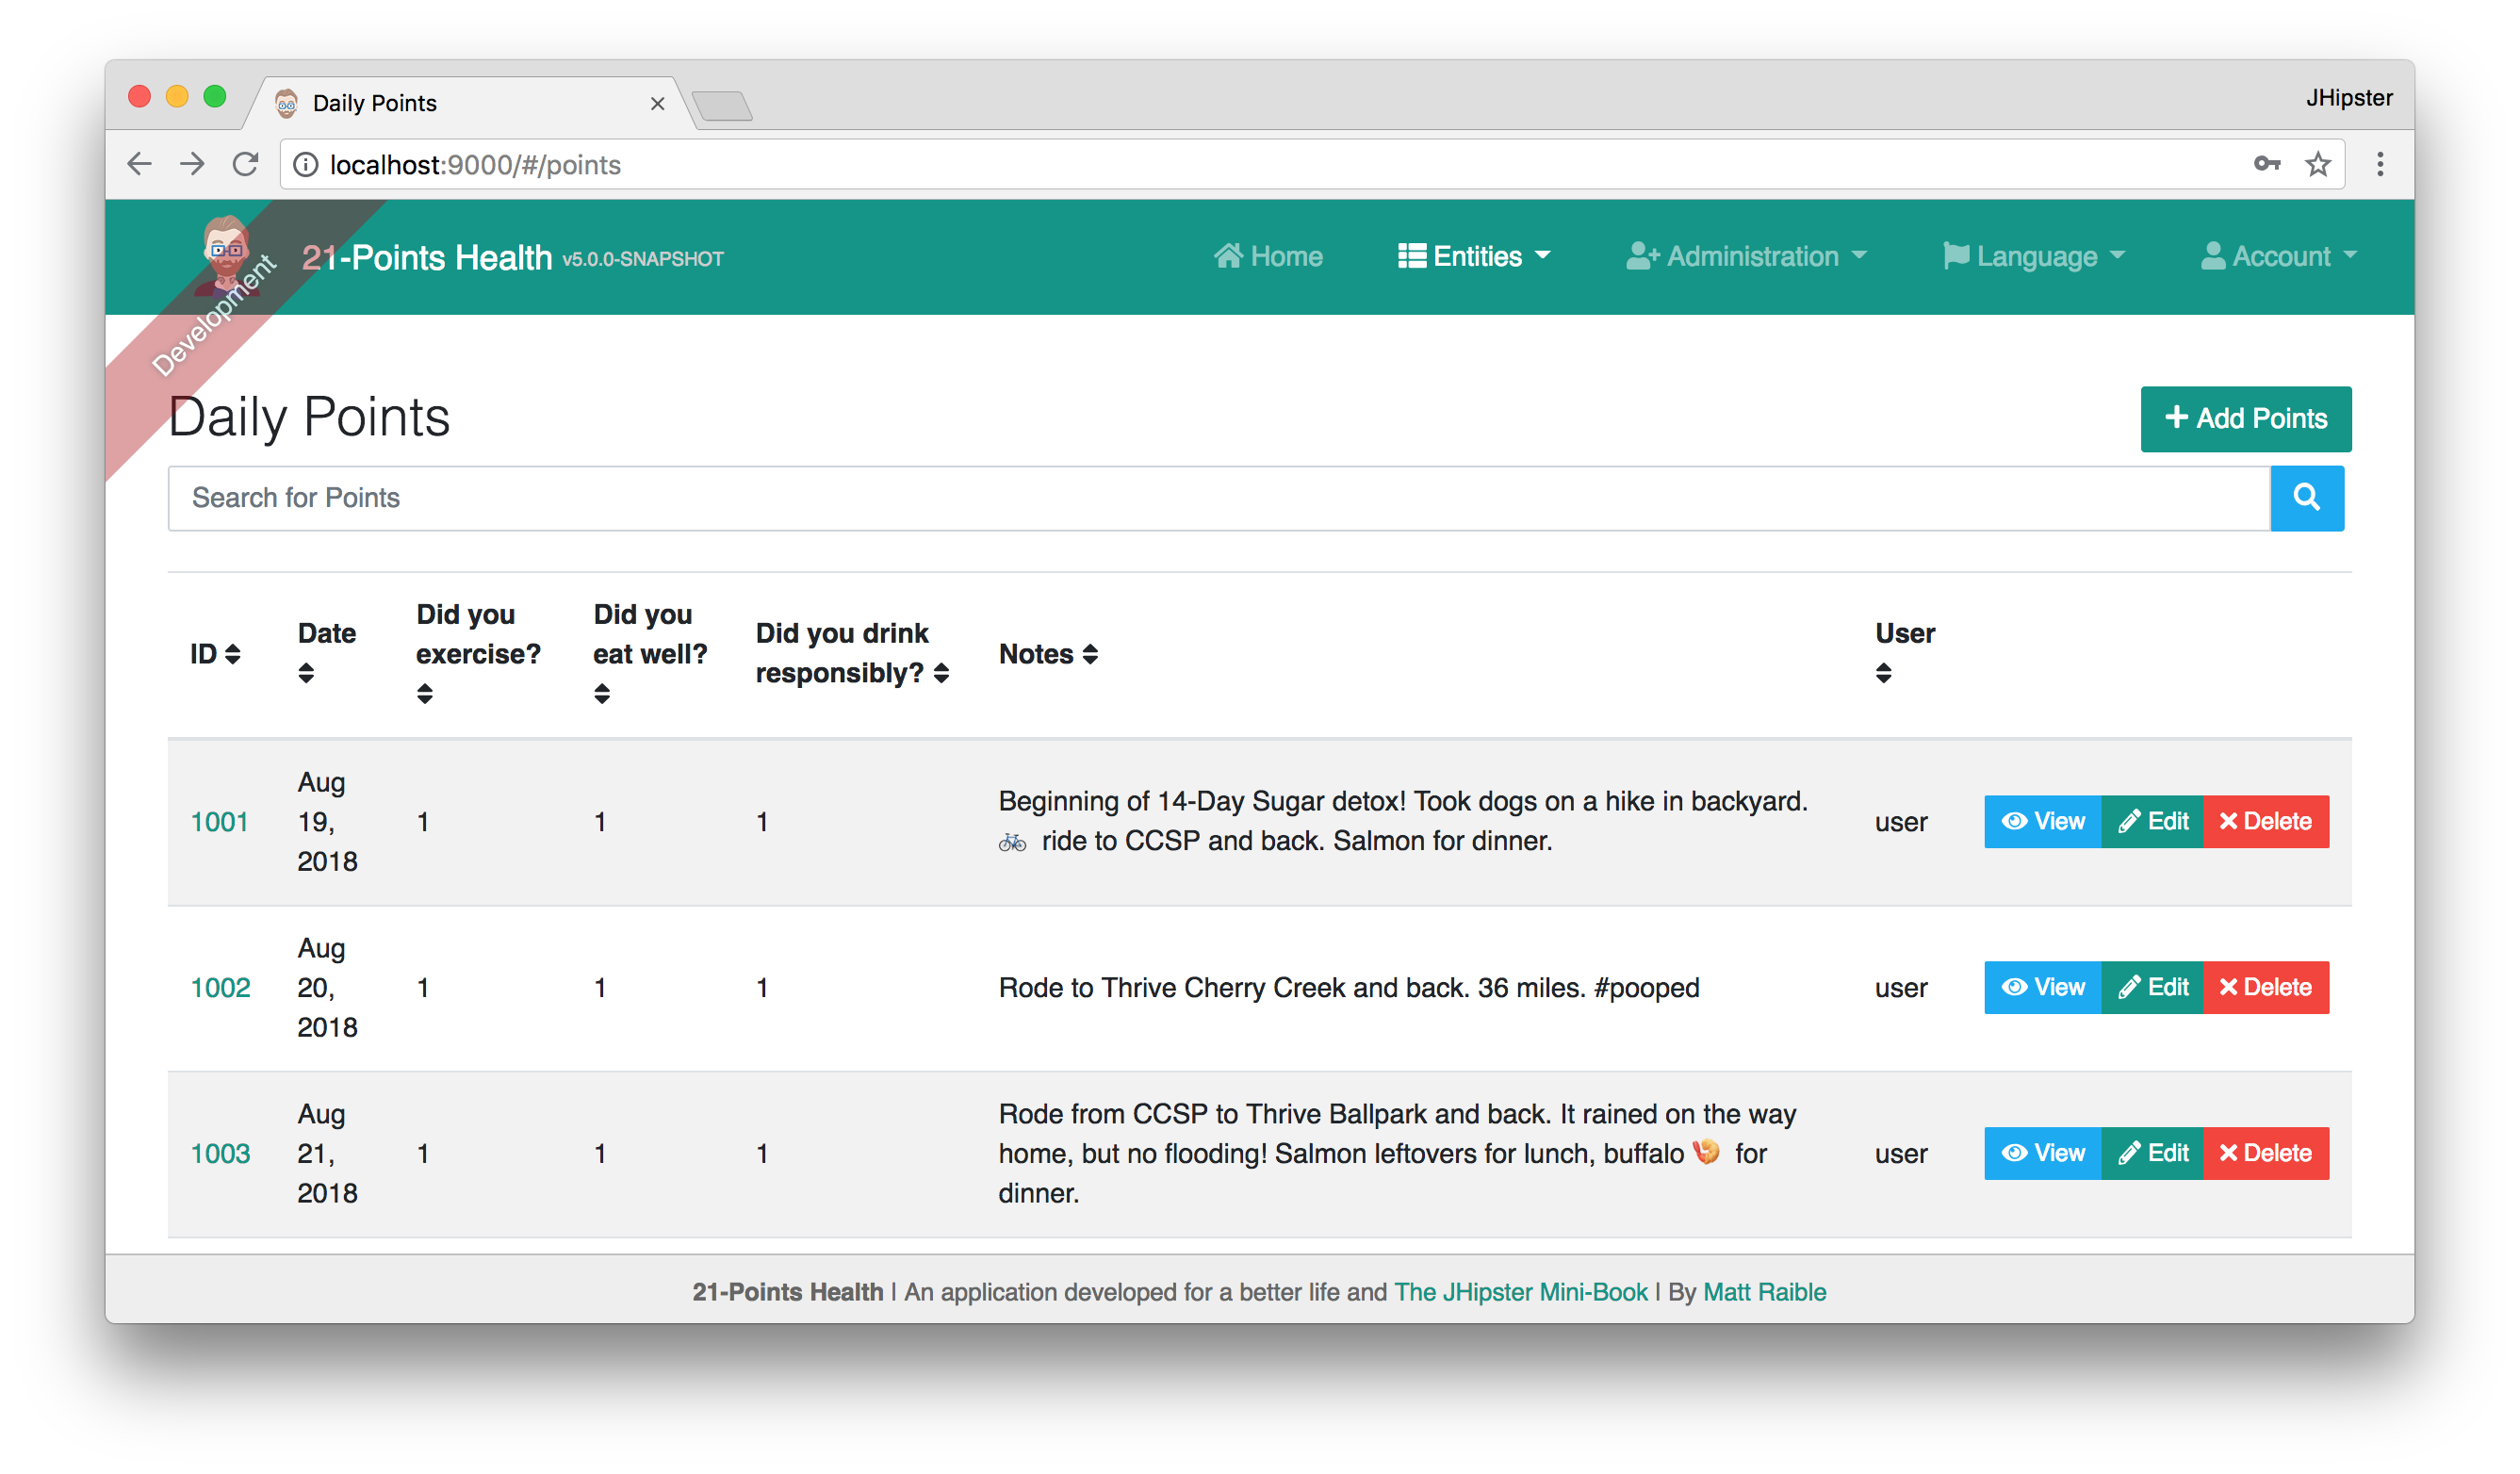 Daily Points
JHipster
localhost:9000/#/points
Development
21-Points Health v5.0.0-SNAPSHOT
Home
Entities
Administration
Language
Account
Daily Points
Add Points
Search for Points
ID
Date
Did you
exercise?
Did you
eat well?
Did you drink
responsibly?
Notes
User
1001
Aug
19,
2018
1
1
1
Beginning of 14-Day Sugar detox! Took dogs on a hike in backyard.
🚲 ride to CCSP and back. Salmon for dinner.
user
View
Edit
Delete
1002
Aug
20,
2018
1
1
1
Rode to Thrive Cherry Creek and back. 36 miles. #pooped
user
View
Edit
Delete
1003
Aug
21,
2018
1
1
1
Rode from CCSP to Thrive Ballpark and back. It rained on the way
home, but no flooding! Salmon leftovers for lunch, buffalo 🍤 for
dinner.
user
View
Edit
Delete
21-Points Health | An application developed for a better life and The JHipster Mini-Book | By Matt Raible